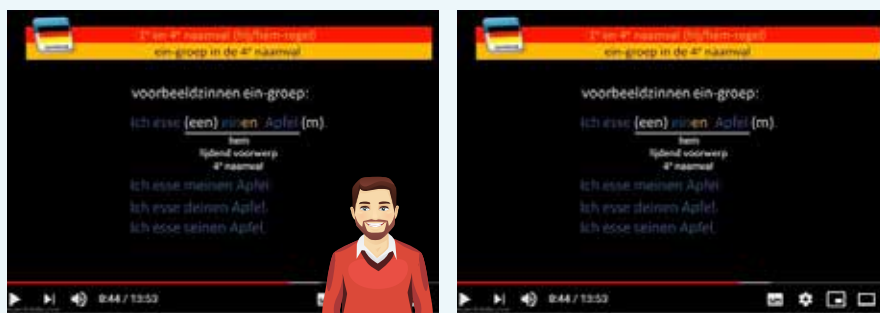 1e en 4e naamval (hij/hem-regel)
ein-groep in de 4e naamval
voorbeeldzinnen ein-groep:
Ich esse (een) einen Apfel (m).
hem
lijdend voorwerp
4e naamval
Ich esse meinen Apfel.
Ich esse deinen Apfel.
Ich esse seinen Apfel.
8:44 / 13:53
1e en 4e naamval (hij/hem-regel)
ein-groep in de 4e naamval
voorbeeldzinnen ein-groep:
Ich esse (een) einen Apfel (m).
hem
lijdend voorwerp
4e naamval
Ich esse meinen Apfel.
Ich esse deinen Apfel.
Ich esse seinen Apfel.
8:44 / 13:53